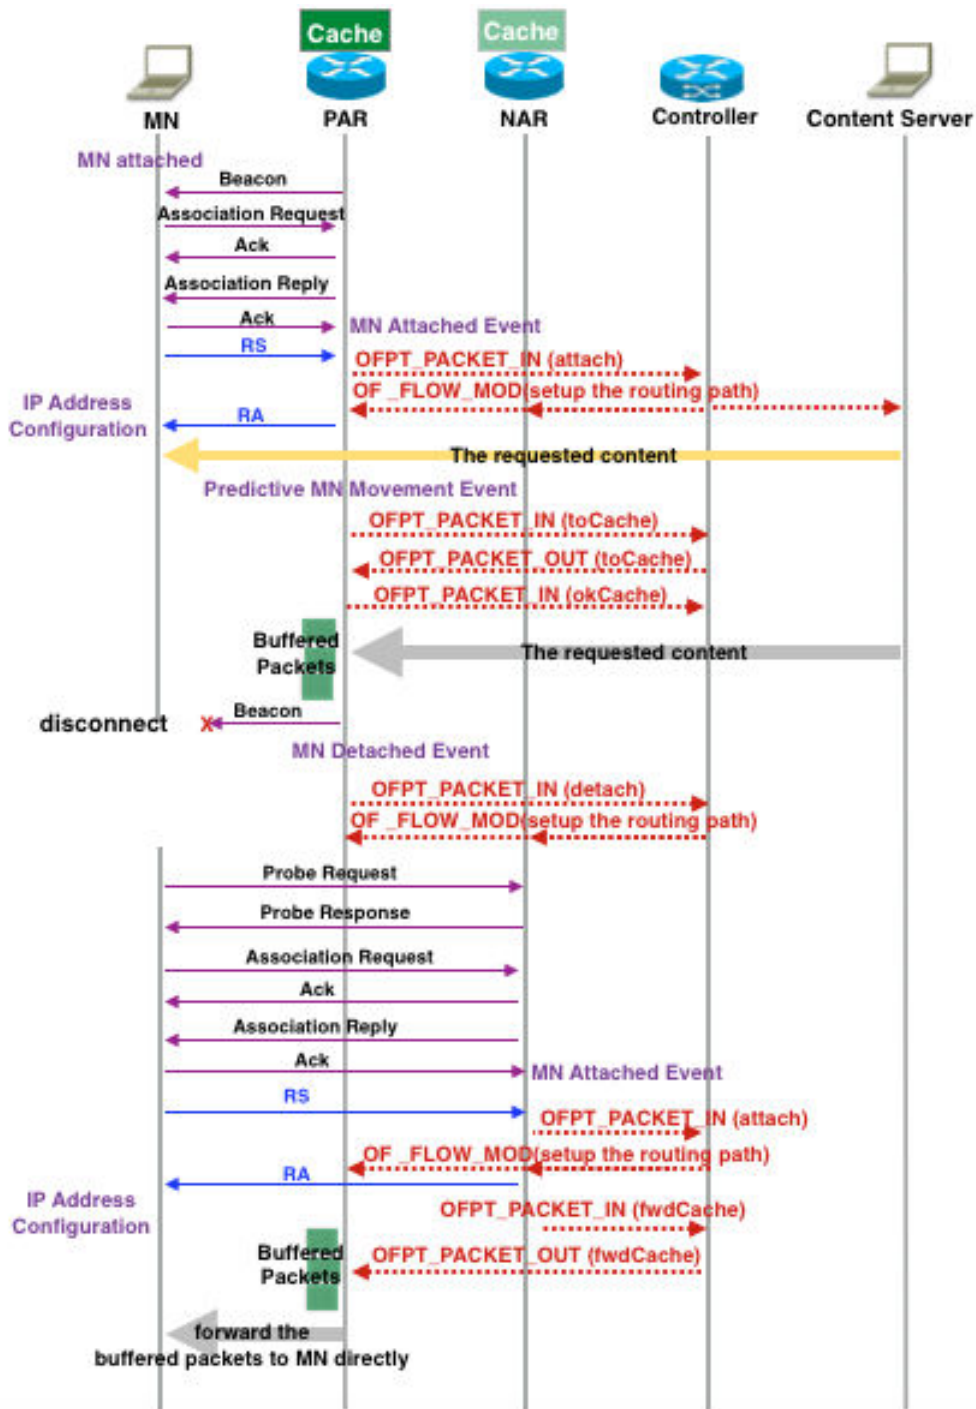 Cache
Cache
MN
PAR
NAR
Controller
Content Server
MN attached
Beacon
Association Request
Ack
Association Reply
Ack
MN Attached Event
RS
OFPT_PACKET_IN (attach)
OF _FLOW_MOD(setup the routing path)
IP Address
Configuration
RA
The requested content
Predictive MN Movement Event
OFPT_PACKET_IN (toCache)
OFPT_PACKET_OUT (toCache)
OFPT_PACKET_IN (okCache)
Buffered
Packets
The requested content
disconnect
X
Beacon
MN Detached Event
OFPT_PACKET_IN (detach)
OF _FLOW_MOD(setup the routing path)
Probe Request
Probe Response
Association Request
Ack
Association Reply
Ack
MN Attached Event
RS
OFPT_PACKET_IN (attach)
OF _FLOW_MOD(setup the routing path)
RA
IP Address
Configuration
OFPT_PACKET_IN (fwdCache)
Buffered
Packets
OFPT_PACKET_OUT (fwdCache)
forward the
buffered packets to MN directly